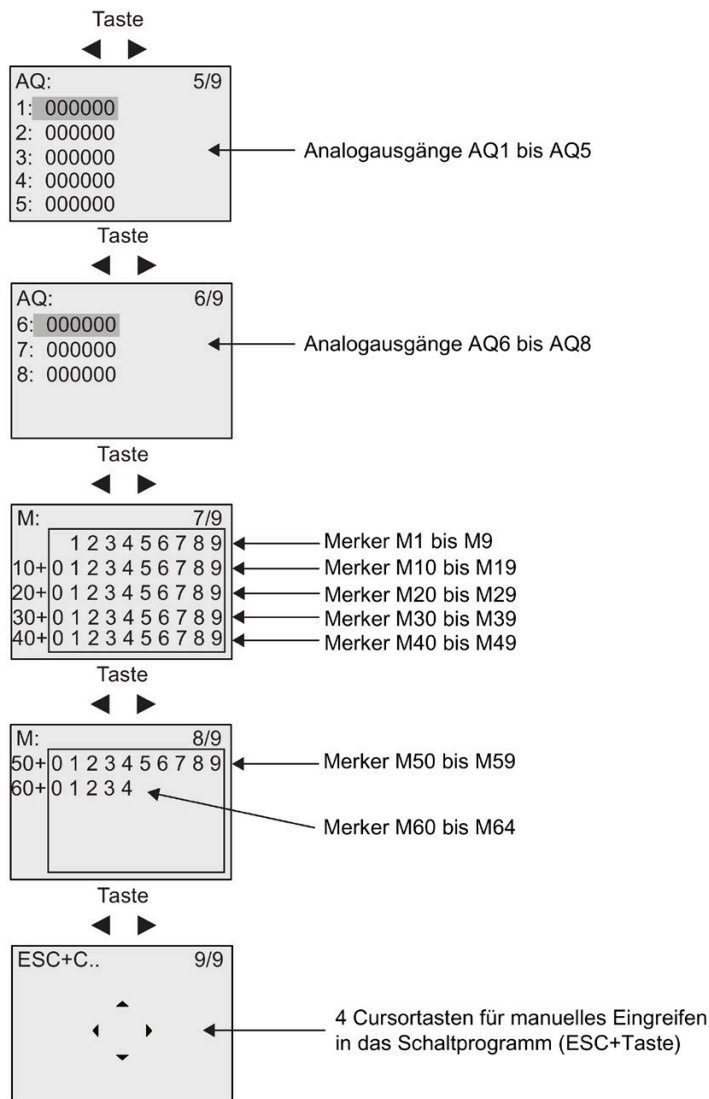 Taste
◀ ▶
AQ: 5/9
1: 000000
2: 000000
3: 000000
4: 000000
5: 000000
Analogausgänge AQ1 bis AQ5
Taste
◀ ▶
AQ: 6/9
6: 000000
7: 000000
8: 000000
Analogausgänge AQ6 bis AQ8
Taste
◀ ▶
M: 7/9
1 2 3 4 5 6 7 8 9 Merker M1 bis M9
10+0 1 2 3 4 5 6 7 8 9 Merker M10 bis M19
20+0 1 2 3 4 5 6 7 8 9 Merker M20 bis M29
30+0 1 2 3 4 5 6 7 8 9 Merker M30 bis M39
40+0 1 2 3 4 5 6 7 8 9 Merker M40 bis M49
Taste
◀ ▶
M: 8/9
50+0 1 2 3 4 5 6 7 8 9 Merker M50 bis M59
60+0 1 2 3 4
Merker M60 bis M64
Taste
◀ ▶
ESC+C.. 9/9
4 Cursortasten für manuelles Eingreifen
in das Schaltprogramm (ESC+Taste)